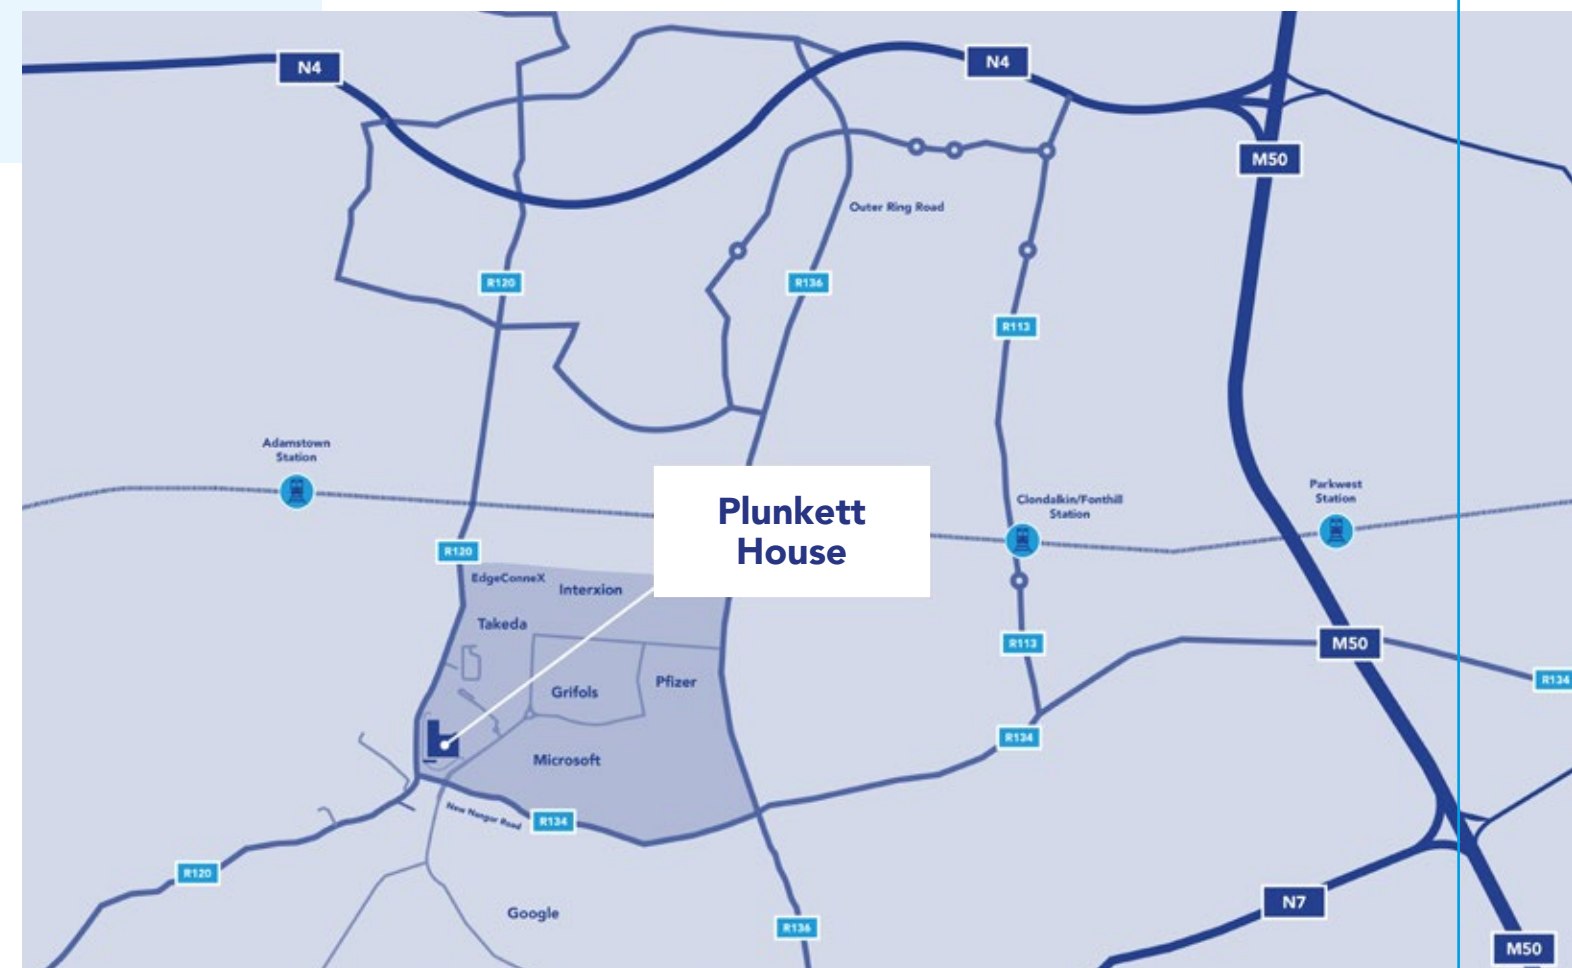 N4
N4
M50
Outer Ring Road
R120
R136
R113
Adamstown
Station
Parkwest
Station
Clondalkin/Fonthill
Station
Plunkett
House
R120
EdgeConneX
Interxion
Takeda
R113
M50
R134
Grifols
Pfizer
R134
Microsoft
New Nangor Road
R134
R120
N7
Google
R136
M50